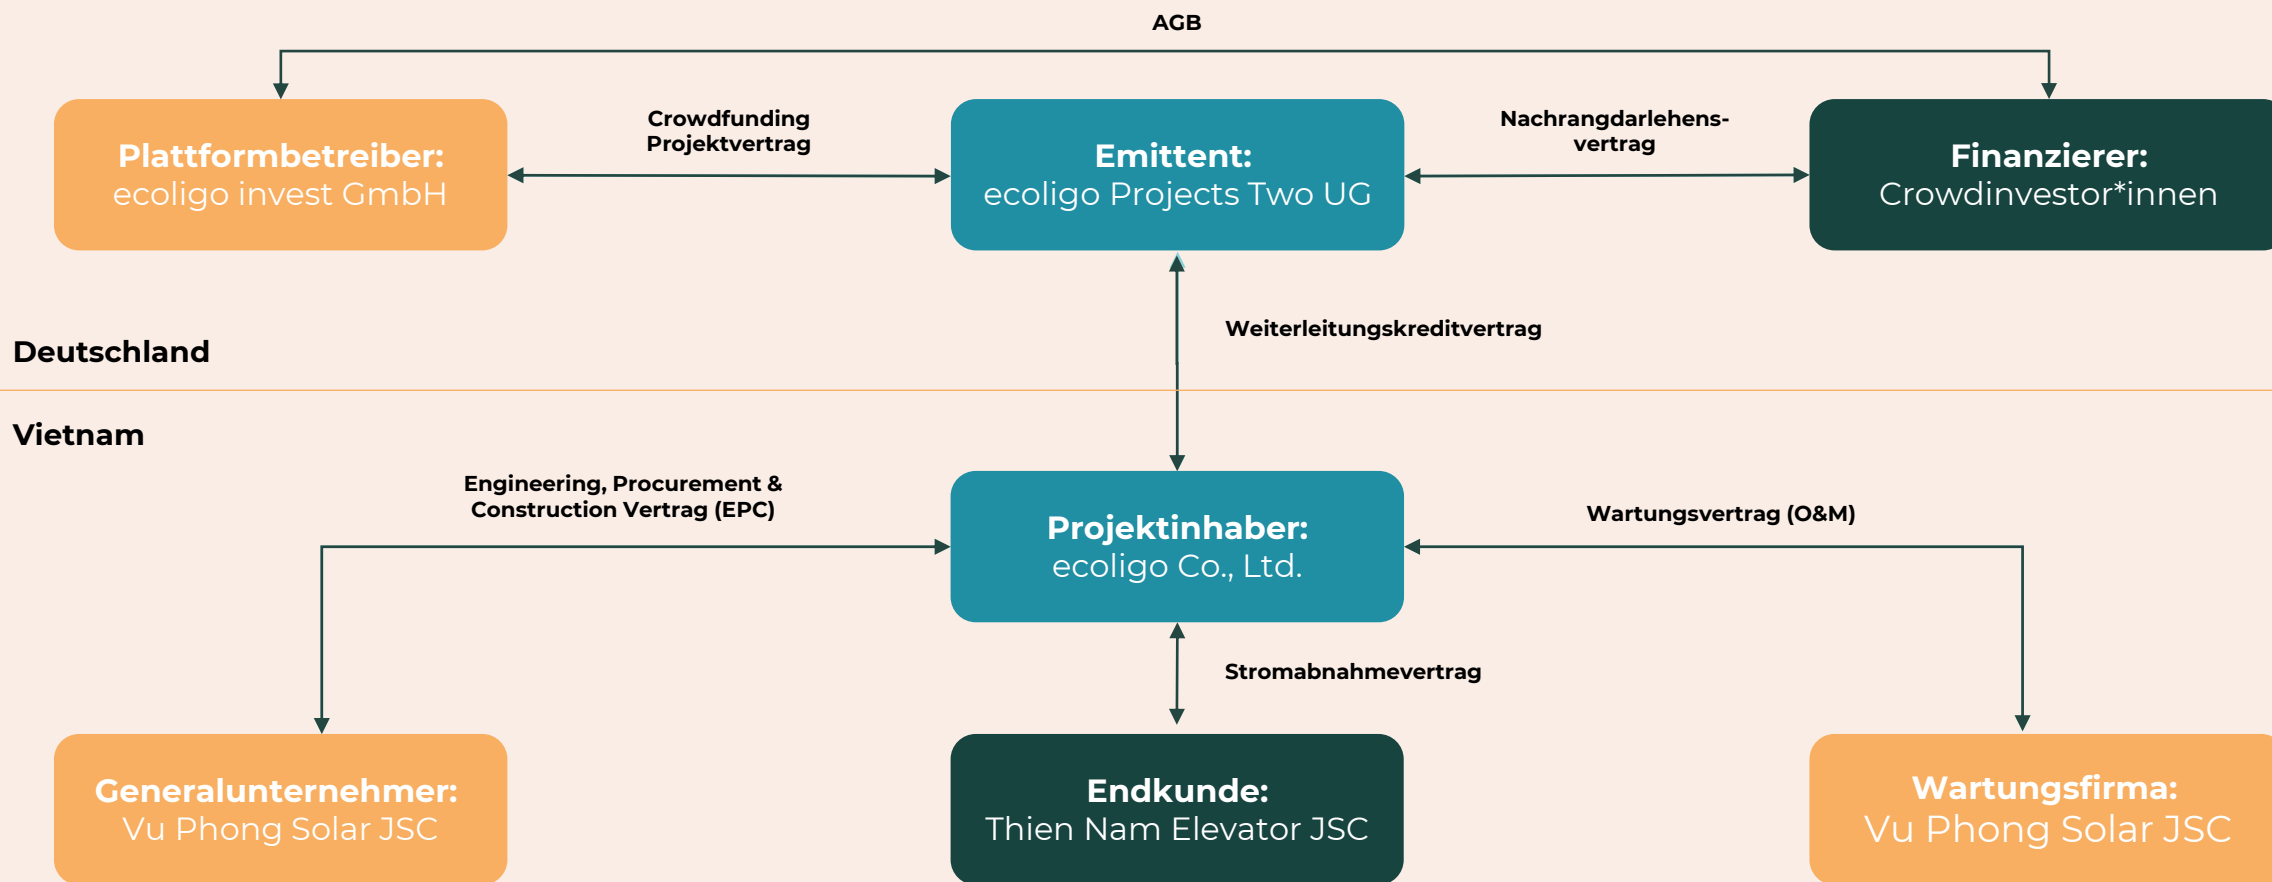 AGB
Crowdfunding
Projektvertrag
Nachrangdarlehens-
vertrag
Plattformbetreiber:
ecoligo invest GmbH
Emittent:
ecoligo Projects Two UG
Finanzierer:
Crowdinvestor*innen
Weiterleitungskreditvertrag
Deutschland
Vietnam
Engineering, Procurement &
Construction Vertrag (EPC)
Projektinhaber:
ecoligo Co., Ltd.
Wartungsvertrag (O&M)
Stromabnahmevertrag
Generalunternehmer:
Vu Phong Solar JSC
Endkunde:
Thien Nam Elevator JSC
Wartungsfirma:
Vu Phong Solar JSC